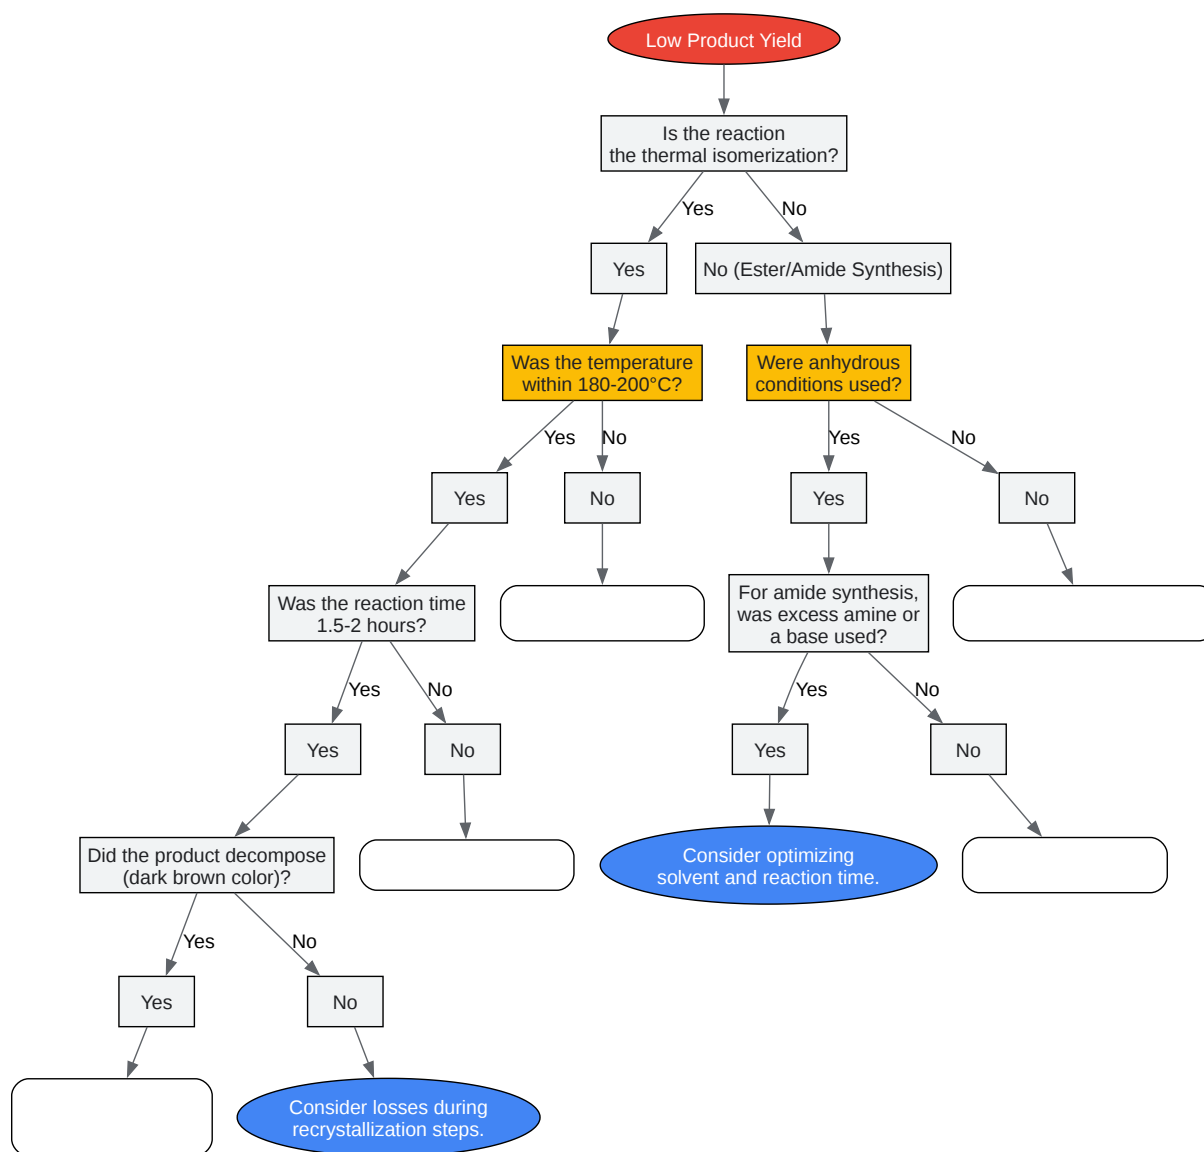 Low Product Yield
Is the reaction
the thermal isomerization?
Yes
No
Yes
No (Ester/Amide Synthesis)
Was the temperature
within 180-200°C?
Were anhydrous
conditions used?
Yes
No
Yes
No
Yes
No
Yes
No
Was the reaction time
1.5-2 hours?
For amide synthesis,
was excess amine or
a base used?
Yes
No
Yes
No
Yes
No
Yes
No
Did the product decompose
(dark brown color)?
Consider optimizing
solvent and reaction time.
Yes
No
Yes
No
Consider losses during
recrystallization steps.